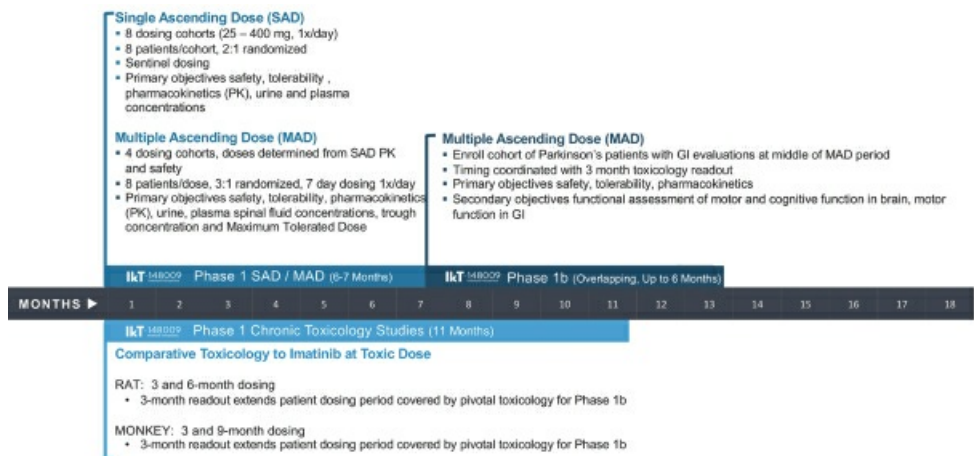 Single Ascending Dose (SAD)
▪ 8 dosing cohorts (25 – 400 mg, 1x/day)
▪ 8 patients/cohort, 2:1 randomized
▪ Sentinel dosing
▪ Primary objectives safety, tolerability ,
pharmacokinetics (PK), urine and plasma
concentrations
Multiple Ascending Dose (MAD)
▪ 4 dosing cohorts, doses determined from SAD PK
and safety
▪ 8 patients/dose, 3:1 randomized, 7 day dosing 1x/day
▪ Primary objectives safety, tolerability, pharmacokinetics
(PK), urine, plasma spinal fluid concentrations, trough
concentration and Maximum Tolerated Dose
Multiple Ascending Dose (MAD)
▪ Enroll cohort of Parkinson's patients with GI evaluations at middle of MAD period
▪ Timing coordinated with 3 month toxicology readout
▪ Primary objectives safety, tolerability, pharmacokinetics
▪ Secondary objectives functional assessment of motor and cognitive function in brain, motor
function in GI
IkT 148009 Phase 1 SAD / MAD (6-7 Months)
IkT 148009 Phase 1b (Overlapping, Up to 6 Months)
MONTHS ▶ 1 2 3 4 5 6 7 8 9 10 11 12 13 14 15 16 17 18
IkT 148009 Phase 1 Chronic Toxicology Studies (11 Months)
Comparative Toxicology to Imatinib at Toxic Dose
RAT: 3 and 6-month dosing
• 3-month readout extends patient dosing period covered by pivotal toxicology for Phase 1b
MONKEY: 3 and 9-month dosing
• 3-month readout extends patient dosing period covered by pivotal toxicology for Phase 1b